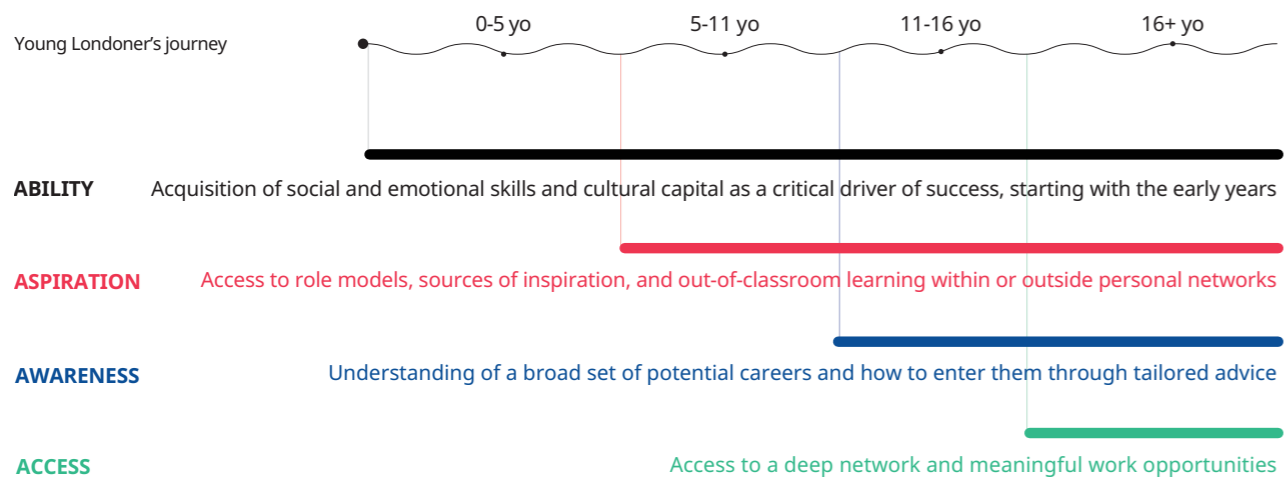 0-5 yo 5-11 yo 11-16 yo 16+ yo
Young Londoner's journey
ABILITY Acquisition of social and emotional skills and cultural capital as a critical driver of success, starting with the early years
ASPIRATION Access to role models, sources of inspiration, and out-of-classroom learning within or outside personal networks
AWARENESS Understanding of a broad set of potential careers and how to enter them through tailored advice
ACCESS Access to a deep network and meaningful work opportunities